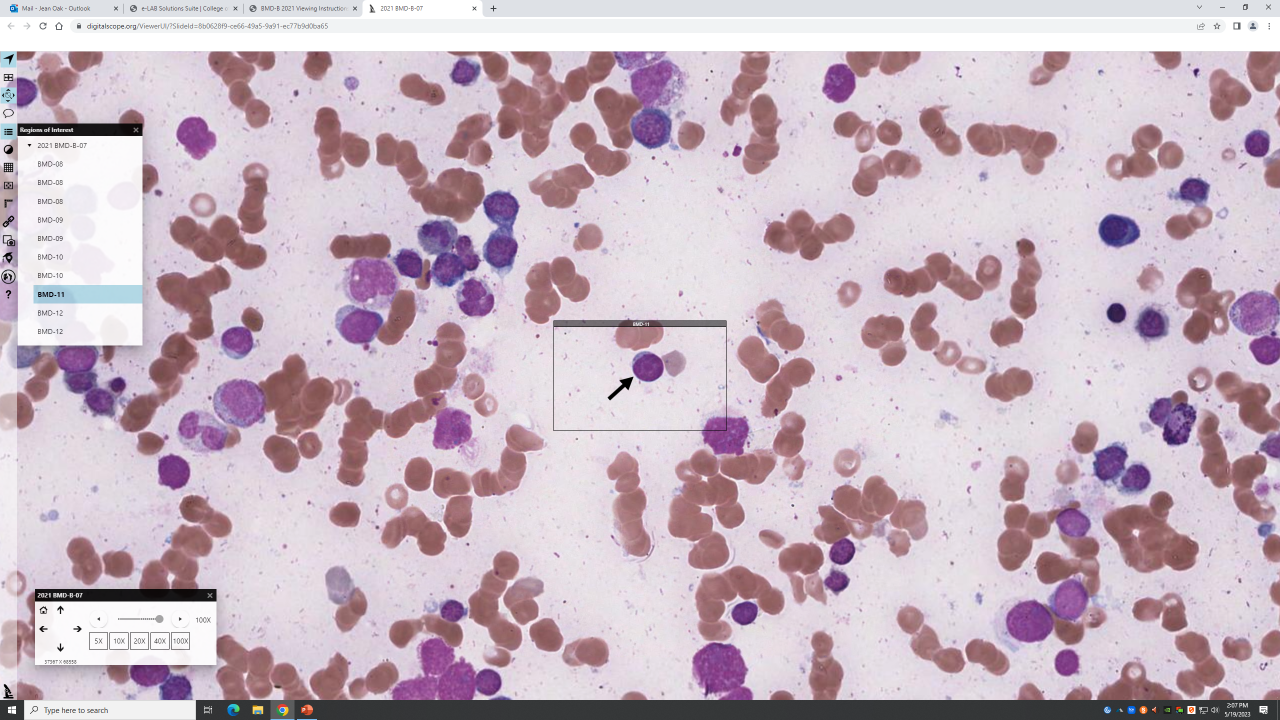 Mail - Jean Oak - Outlook
e-LAB Solutions Suite | College o
BMD-B 2021 Viewing Instruction
2021 BMD-B-07
digitalscope.org/ViewerUI/?SlideId=8b0628f9-ce66-49a5-9a91-ec77b9d0ba65
Regions of Interest
2021 BMD-B-07
BMD-08
BMD-08
BMD-08
BMD-09
BMD-09
BMD-10
BMD-10
BMD-11
BMD-12
BMD-12
BMD-11
2021 BMD-B-07
100X
5X
10X
20X
40X
100X
Type here to search
2:07 PM
5/19/2023